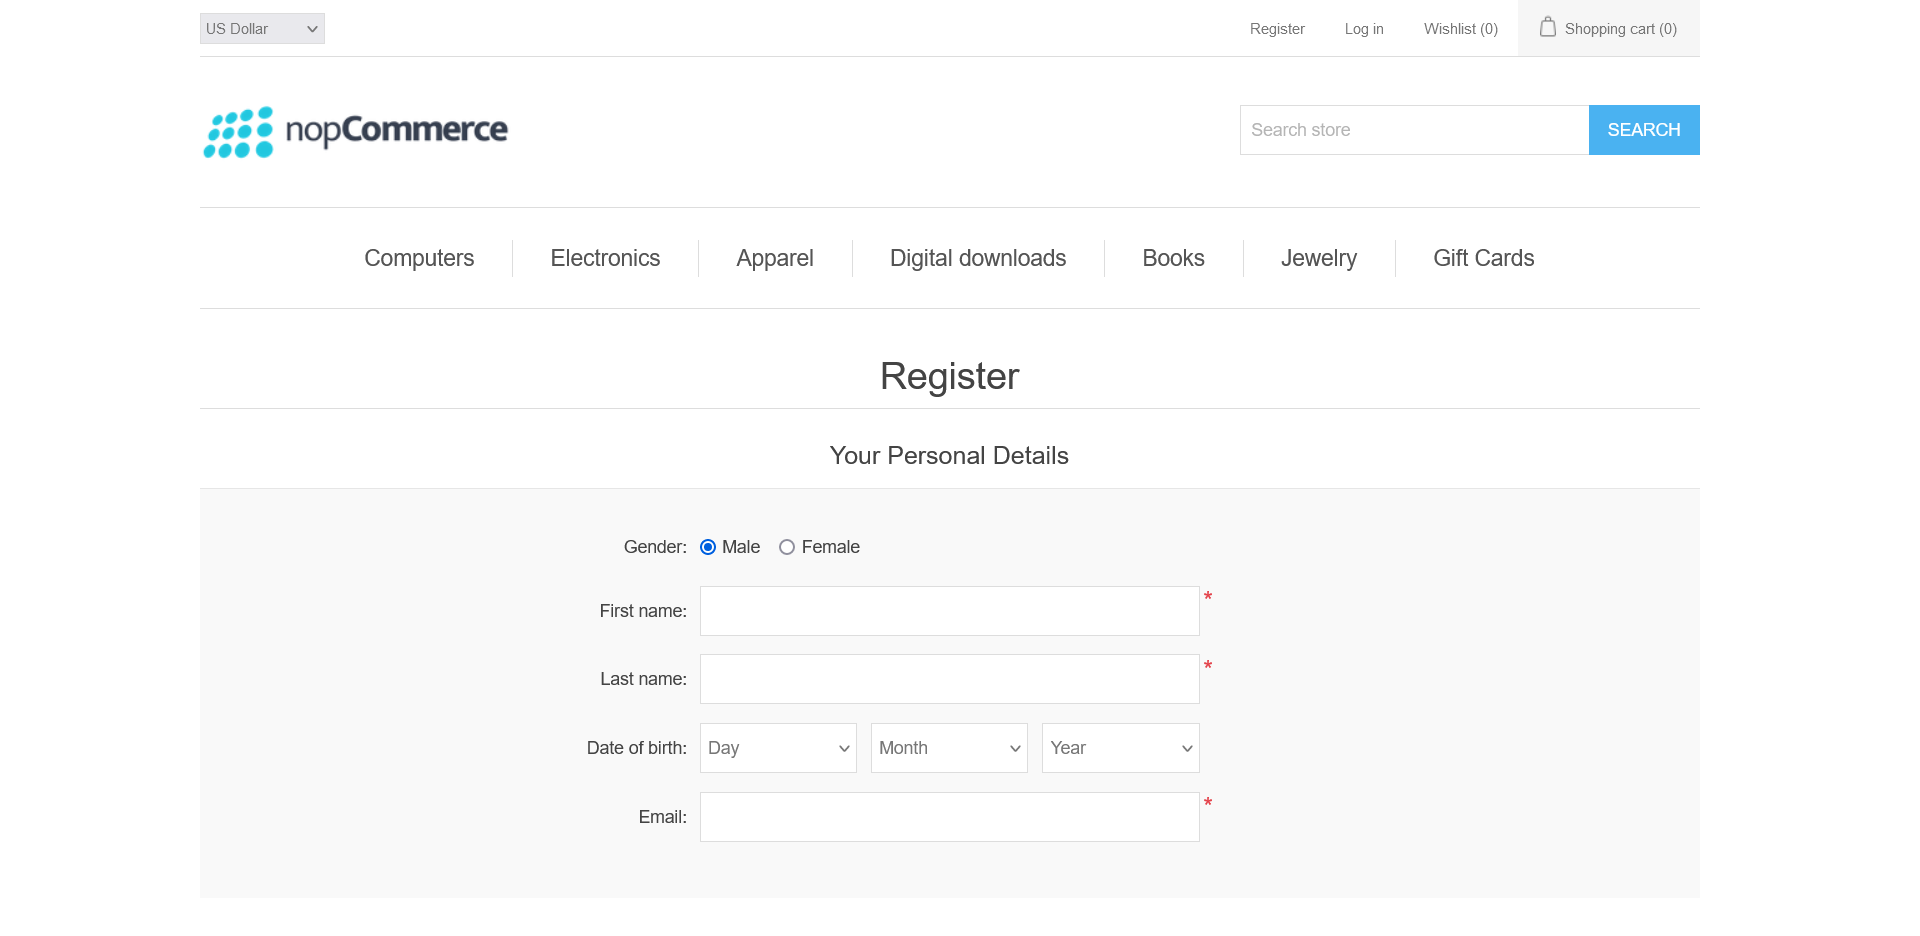 US Dollar Register Log in Wishlist (0) Shopping cart (0)
nopCommerce Search store SEARCH
Computers Electronics Apparel Digital downloads Books Jewelry Gift Cards
Register
Your Personal Details
Gender: Male Female
First name: *
Last name: *
Date of birth: Day Month Year
Email: *